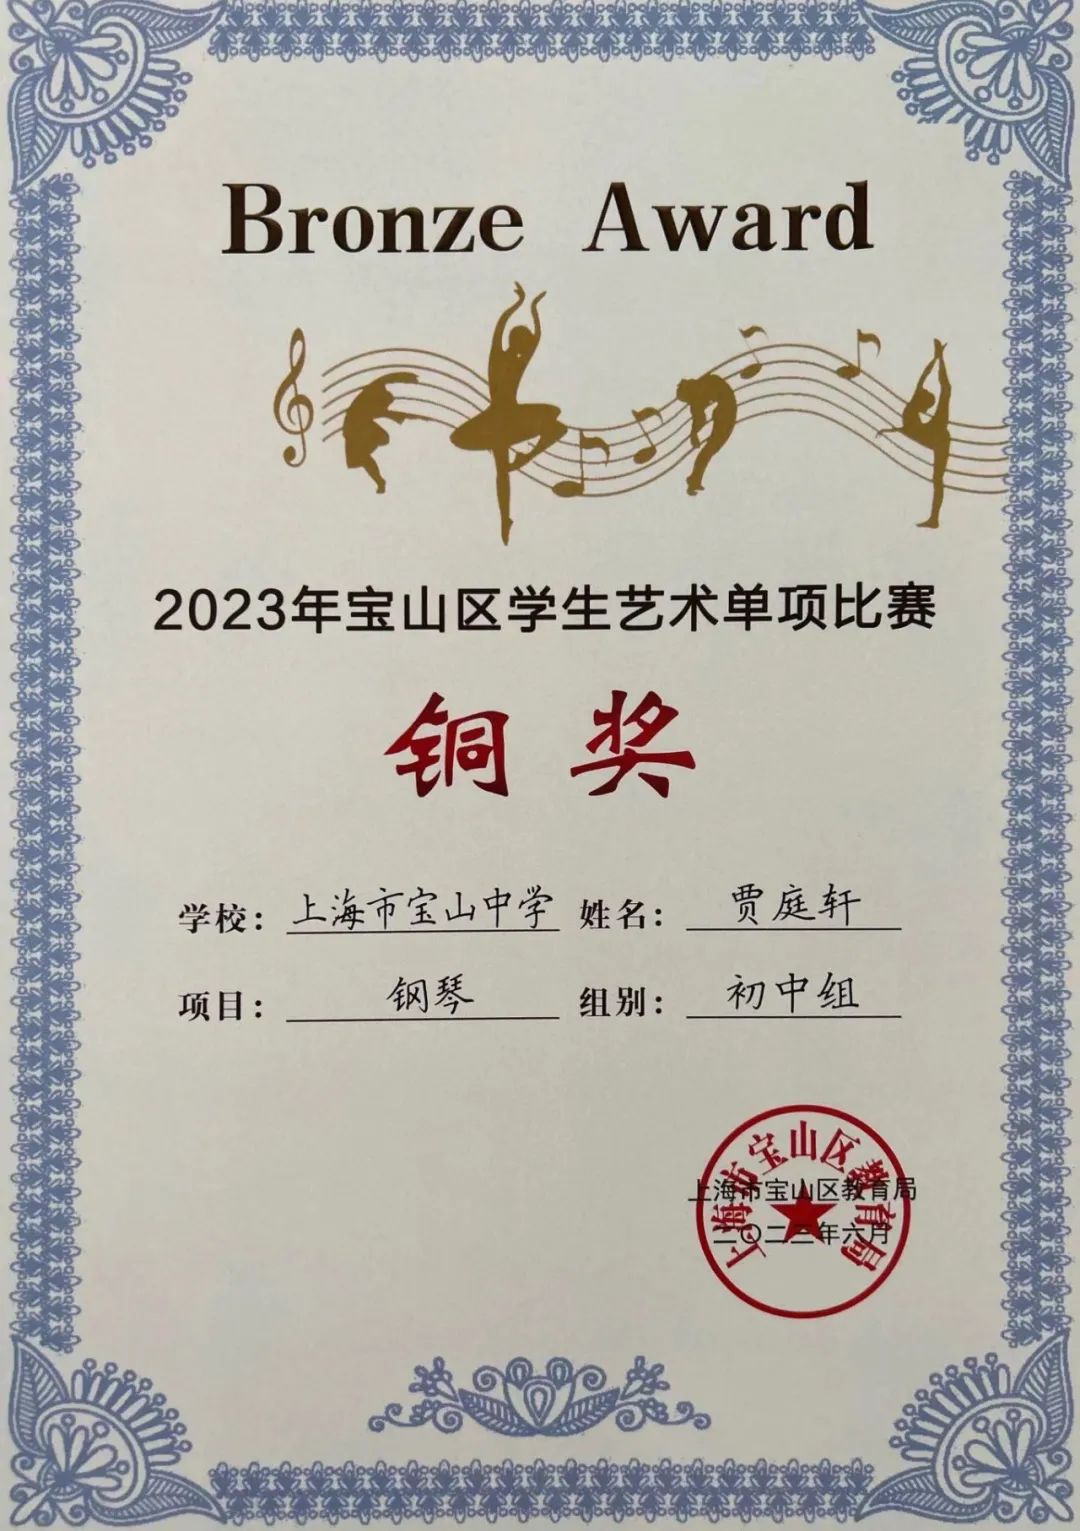 Bronze Award
2023年宝山区学生艺术单项比赛
铜奖
学校：上海市宝山中学 姓名：贾庭轩
项目：钢琴 组别：初中组
上海市宝山区教育局
上海市宝山区教育局
二〇二三年六月